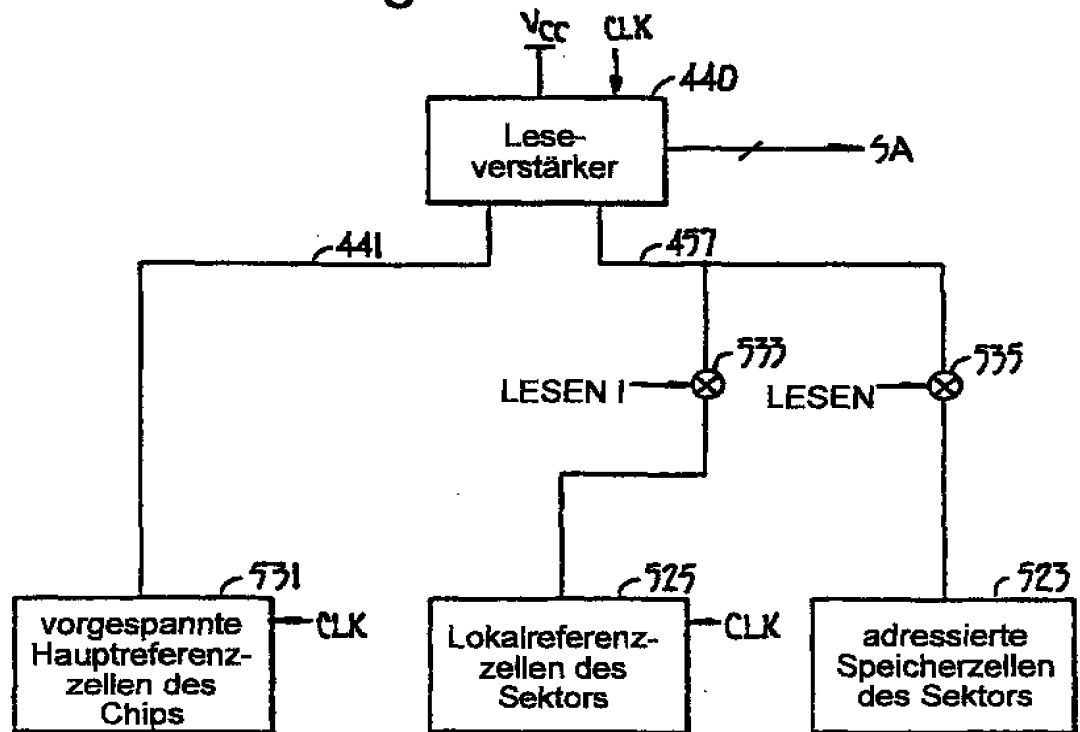 VCC
CLK
440
Lese-
verstärker
SA
441
457
533
LESEN I
535
LESEN
531
vorgespannte
Hauptreferenz-
zellen des
Chips
CLK
525
Lokalreferenz-
zellen des
Sektors
CLK
523
adressierte
Speicherzellen
des Sektors